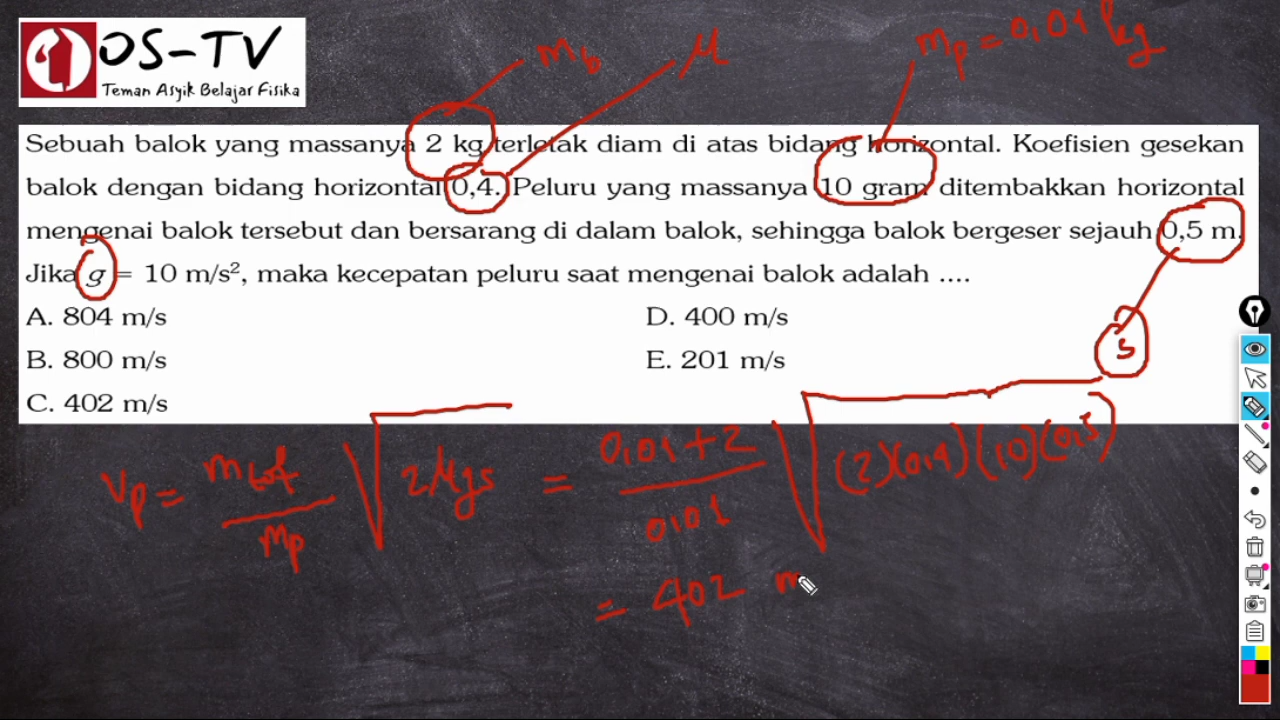 OS-TV
Teman Asyik Belajar Fisika
m_b
μ
m_p = 0,01 kg
Sebuah balok yang massanya 2 kg terletak diam di atas bidang horizontal. Koefisien gesekan
balok dengan bidang horizontal 0,4. Peluru yang massanya 10 gram ditembakkan horizontal
mengenai balok tersebut dan bersarang di dalam balok, sehingga balok bergeser sejauh 0,5 m.
Jika g = 10 m/s², maka kecepatan peluru saat mengenai balok adalah ....
A. 804 m/s
B. 800 m/s
C. 402 m/s
D. 400 m/s
E. 201 m/s
s
v_p = m_tot / m_p √2μgs = 0,01+2 / 0,01 √(2)(0,4)(10)(0,5)
= 402 m